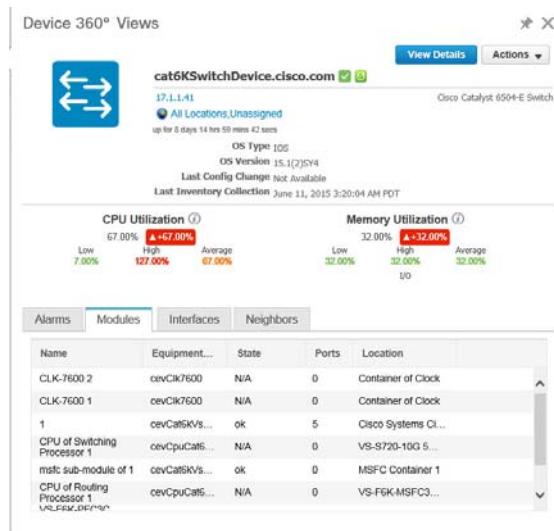 Device 360° Views
View Details Actions
cat6KSwitchDevice.cisco.com
17.1.1.41 Cisco Catalyst 6504-E Switch
All Locations,Unassigned
up for 8 days 14 hrs 59 mins 42 secs
OS Type IOS
OS Version 15.1(2)SY4
Last Config Change Not Available
Last Inventory Collection June 11, 2015 3:20:04 AM PDT
CPU Utilization Memory Utilization
67.00% ▲+67.00% 32.00% ▲+32.00%
Low High Average Low High Average
7.00% 127.00% 67.00% 32.00% 32.00% 32.00%
I/O
Alarms Modules Interfaces Neighbors
Name Equipment... State Ports Location
CLK-7600 2 cevClk7600 N/A 0 Container of Clock
CLK-7600 1 cevClk7600 N/A 0 Container of Clock
1 cevCat6kVs... ok 5 Cisco Systems Ci...
CPU of Switching Processor 1 cevCpuCat6... N/A 0 VS-S720-10G 5...
msfc sub-module of 1 cevCat6kVs... ok 0 MSFC Container 1
CPU of Routing Processor 1 cevCpuCat6... N/A 0 VS-F6K-MSFC3...